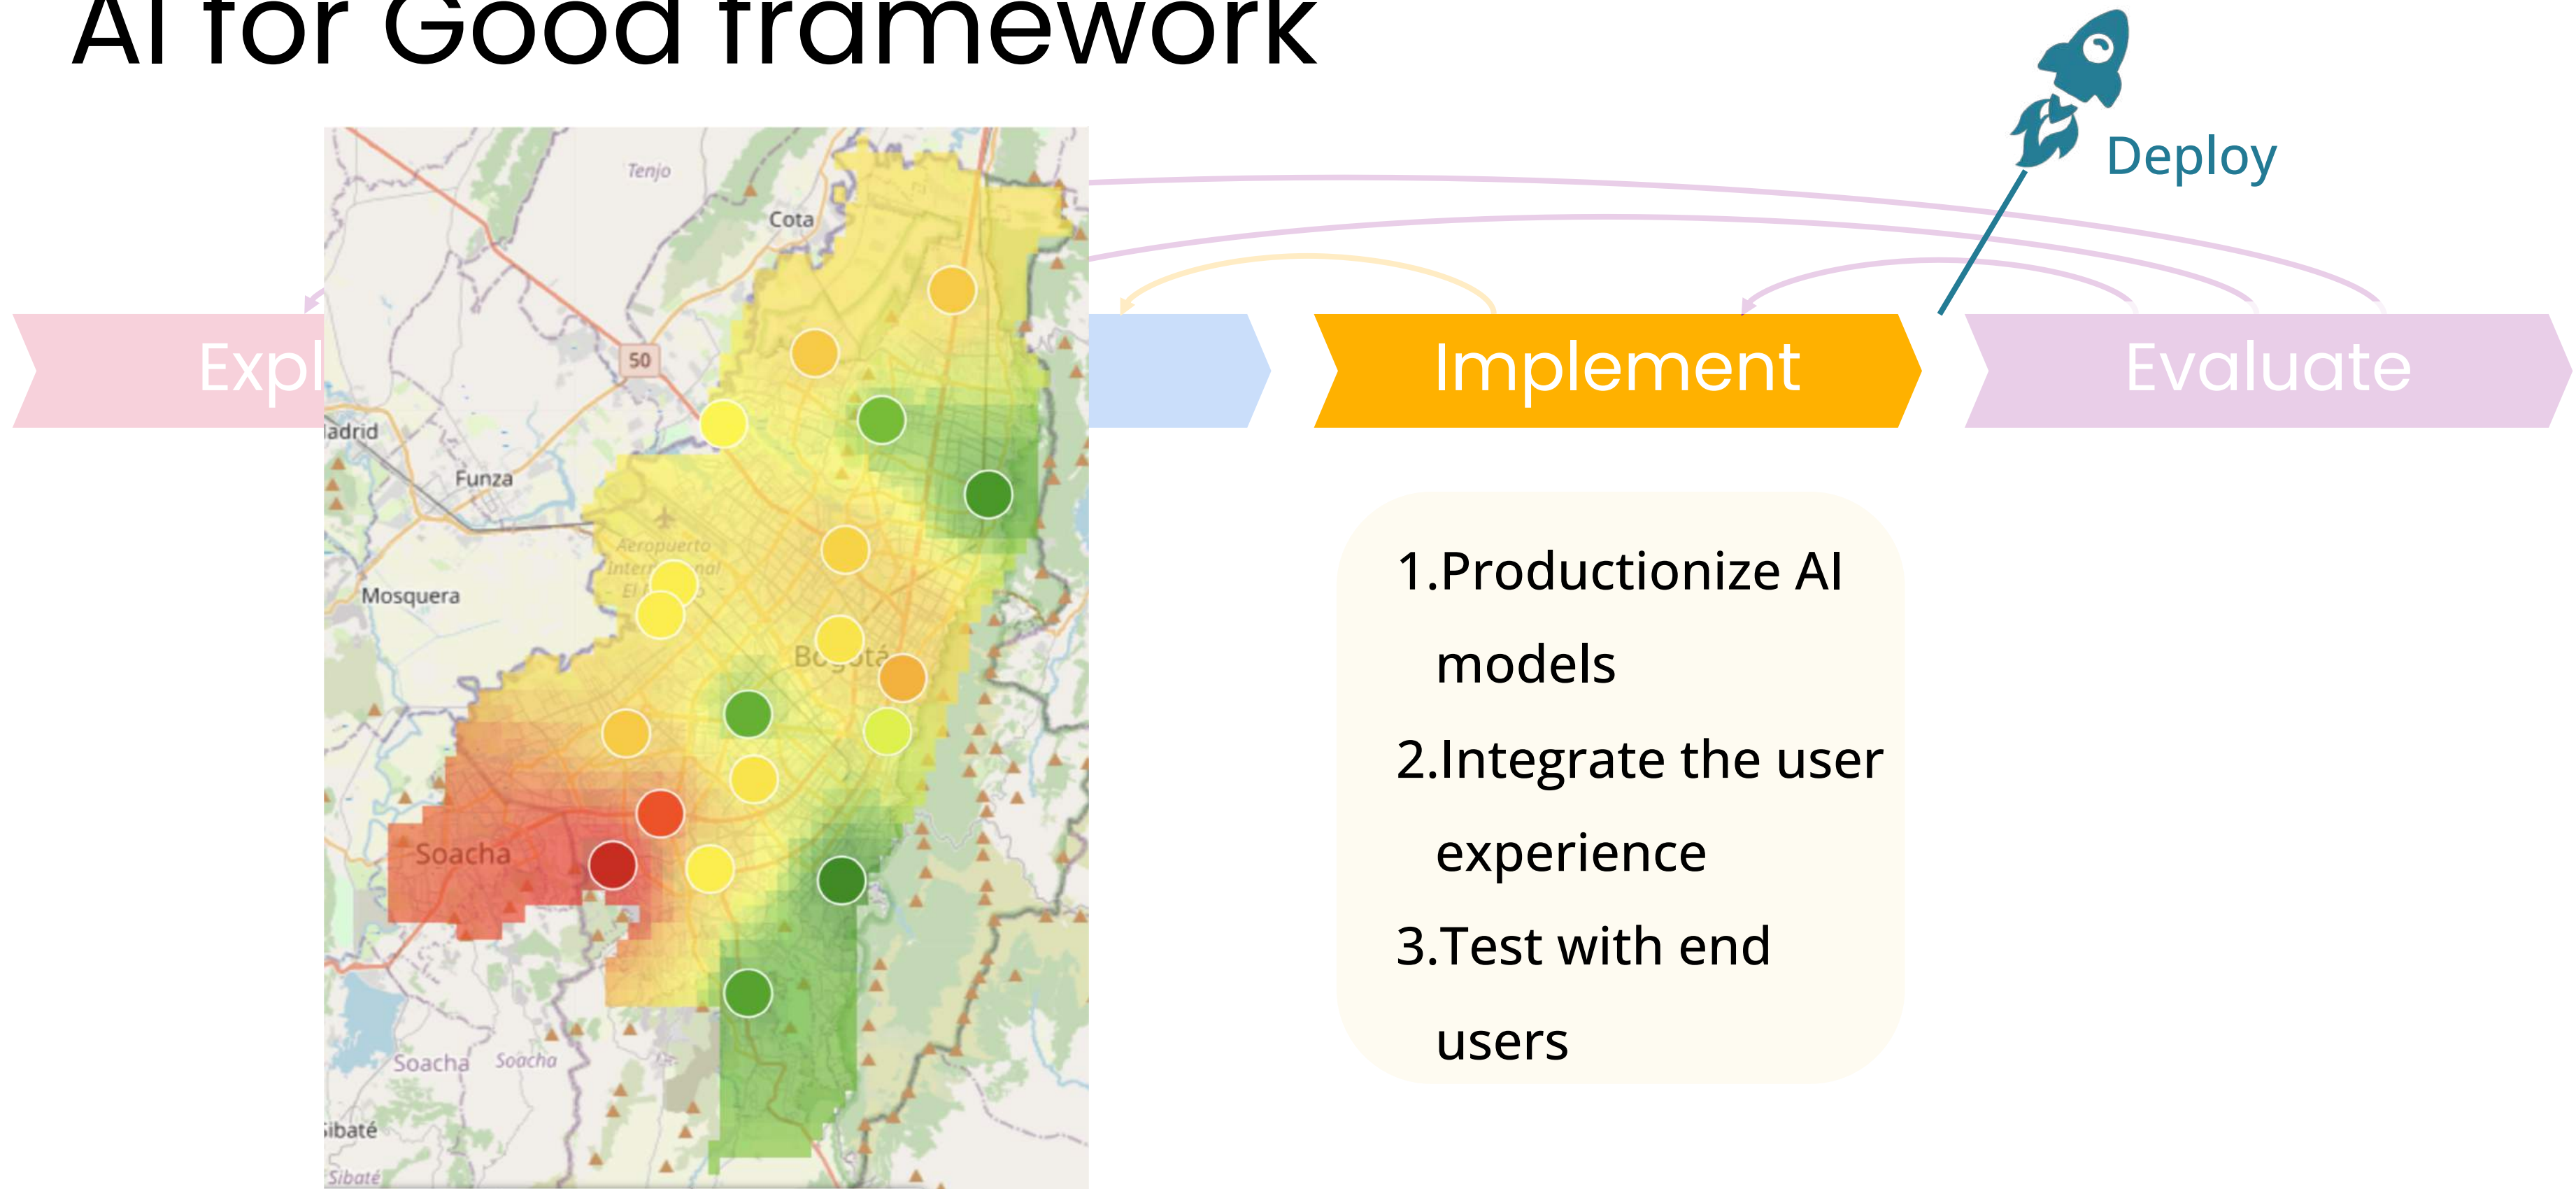 AI for Good framework
Deploy
Tenjo
Cota
50
Expl
Implement
Evaluate
adrid
Funza
Aeropuerto
Mosquera
Bogotá
Soacha
Soacha
Soacha
Sibaté
ibaté
1.Productionize AI
models
2.Integrate the user
experience
3.Test with end
users